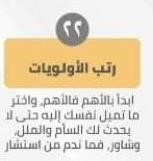 ٢٢
رتب الأولويات
ابدأ بالأهم فالأهم، واختر
ما تميل نفسك إليه حتى لا
يحدث لك السأم والملل،
وشاور، فما ندم من استشار